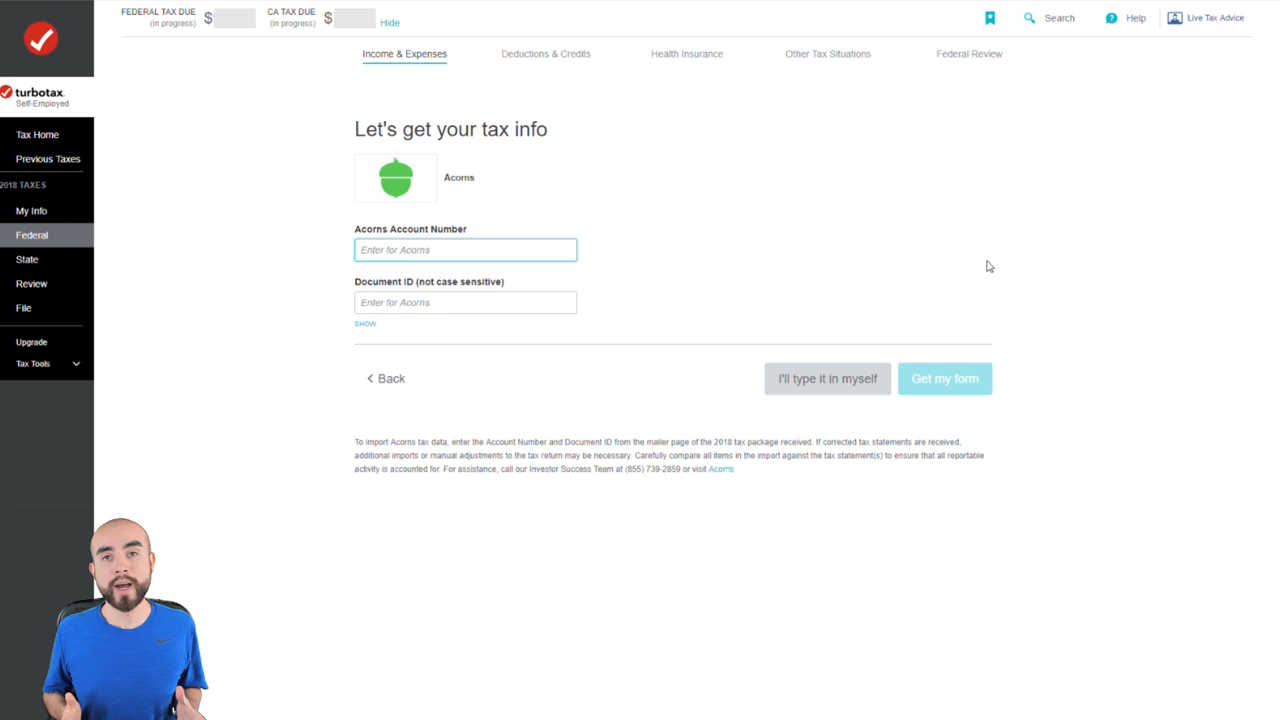 FEDERAL TAX DUE
(in progress)
$
CA TAX DUE
(in progress)
$
Hide
Search
Help
Live Tax Advice
Income & Expenses
Deductions & Credits
Health Insurance
Other Tax Situations
Federal Review
turbotax.
Self-Employed
Tax Home
Previous Taxes
2018 TAXES
My Info
Federal
State
Review
File
Upgrade
Tax Tools
Let's get your tax info
Acorns
Acorns Account Number
Enter for Acorns
Document ID (not case sensitive)
Enter for Acorns
SHOW
Back
I'll type it in myself
Get my form
To import Acorns tax data, enter the Account Number and Document ID from the mailer page of the 2018 tax package received. If corrected tax statements are received,
additional imports or manual adjustments to the tax return may be necessary. Carefully compare all items in the import against the tax statement(s) to ensure that all reportable
activity is accounted for. For assistance, call our Investor Success Team at (855) 739-2859 or visit Acorns